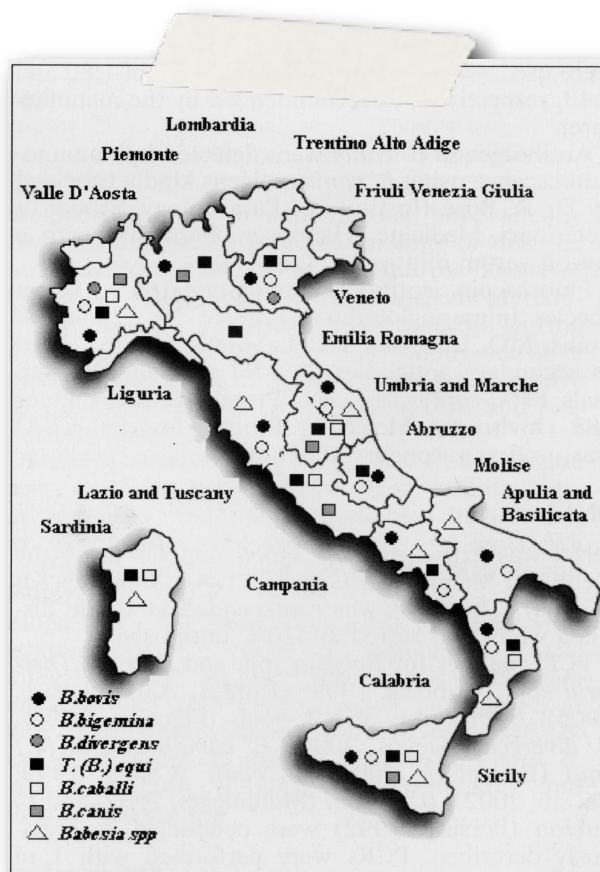 Lombardia
Trentino Alto Adige
Piemonte
Friuli Venezia Giulia
Valle D'Aosta
Veneto
Emilia Romagna
Liguria
Umbria and Marche
Abruzzo
Molise
Lazio and Tuscany
Apulia and
Basilicata
Sardinia
Campania
Calabria
Sicily
B.bovis
B.bigemina
B.divergens
T.(B.) equi
B.caballi
B.canis
Babesia spp